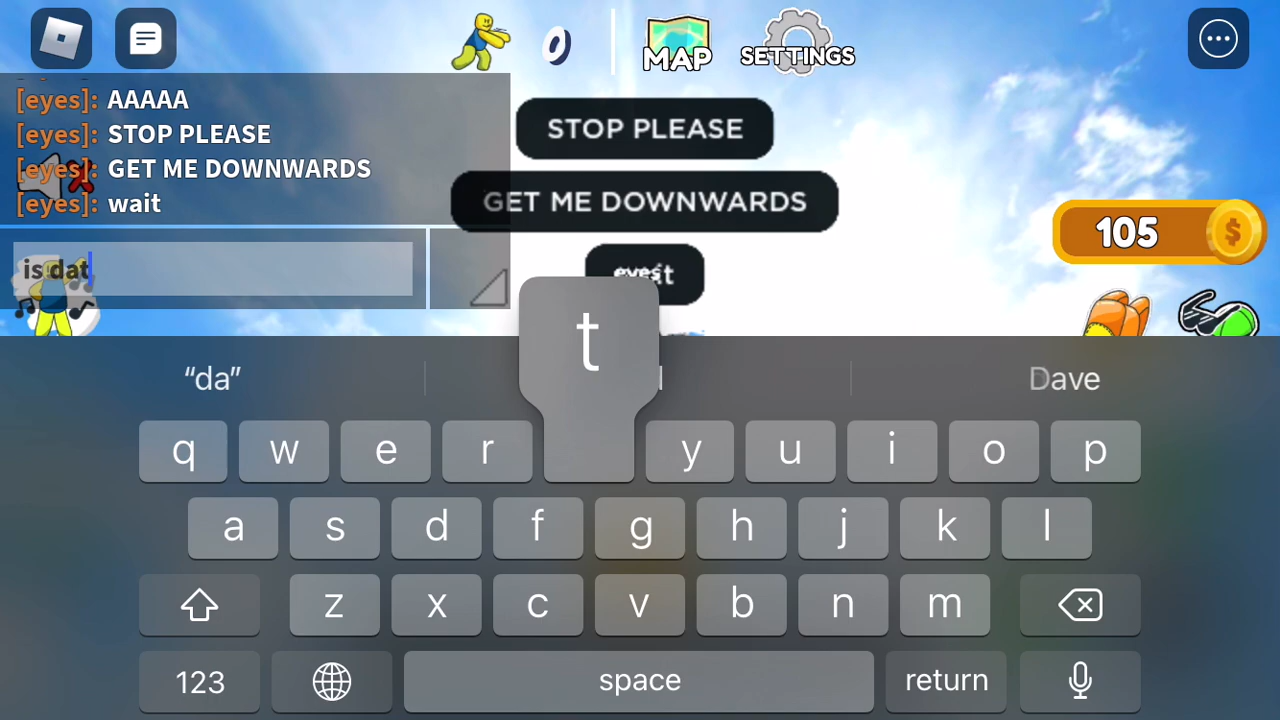 MAP
SETTINGS
[eyes]: AAAAA
[eyes]: STOP PLEASE
[eyes]: GET ME DOWNWARDS
[eyes]: wait
is dat
STOP PLEASE
GET ME DOWNWARDS
eyes
105
“da”
Dave
t
q w e r y u i o p
a s d f g h j k l
z x c v b n m
123 space return